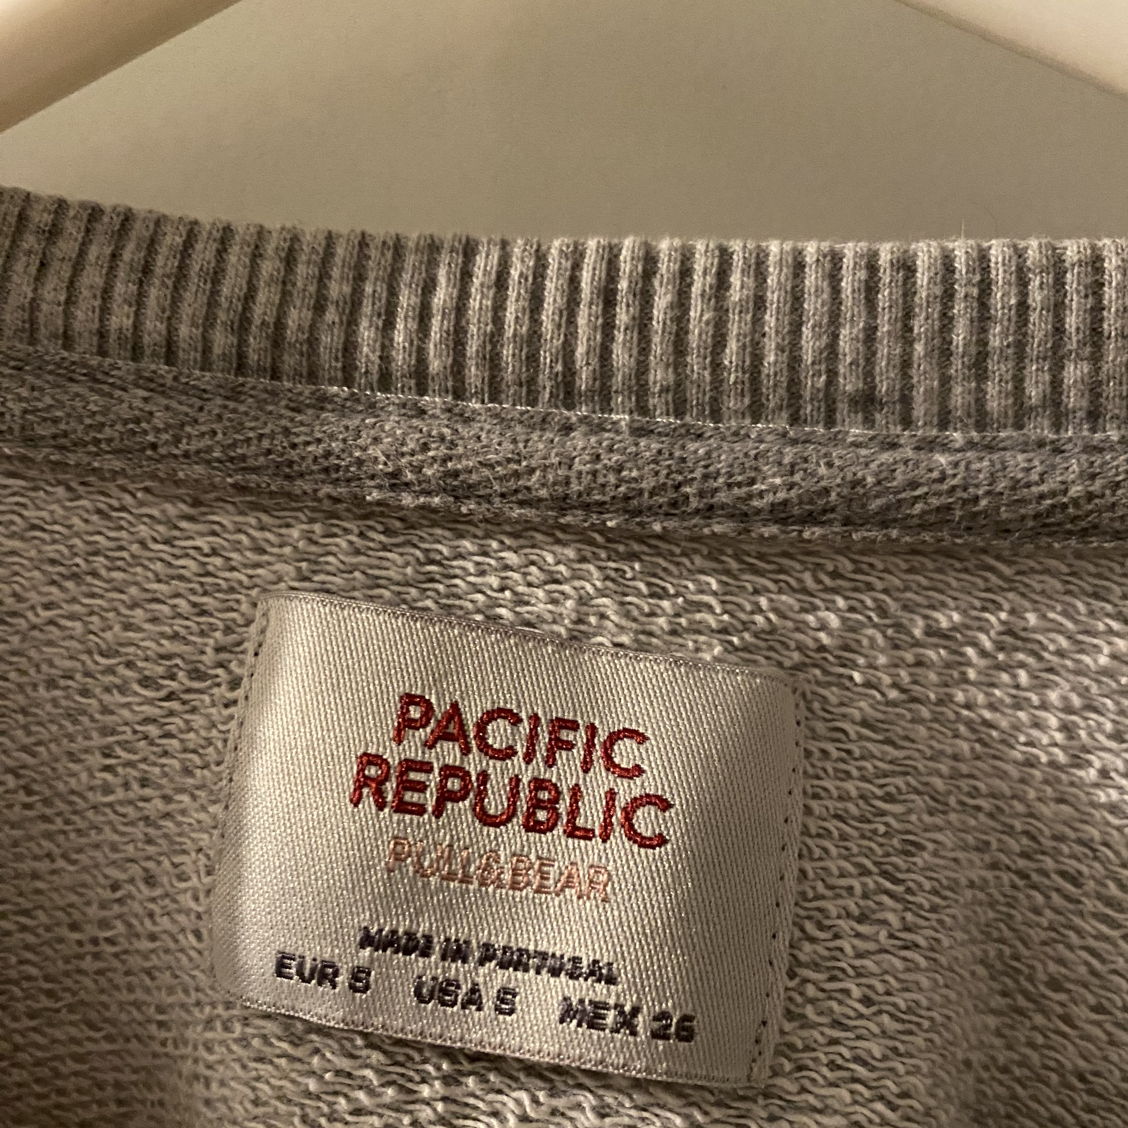 PACIFIC
REPUBLIC
PULL&BEAR
MADE IN PORTUGAL
EUR S USA S MEX 26